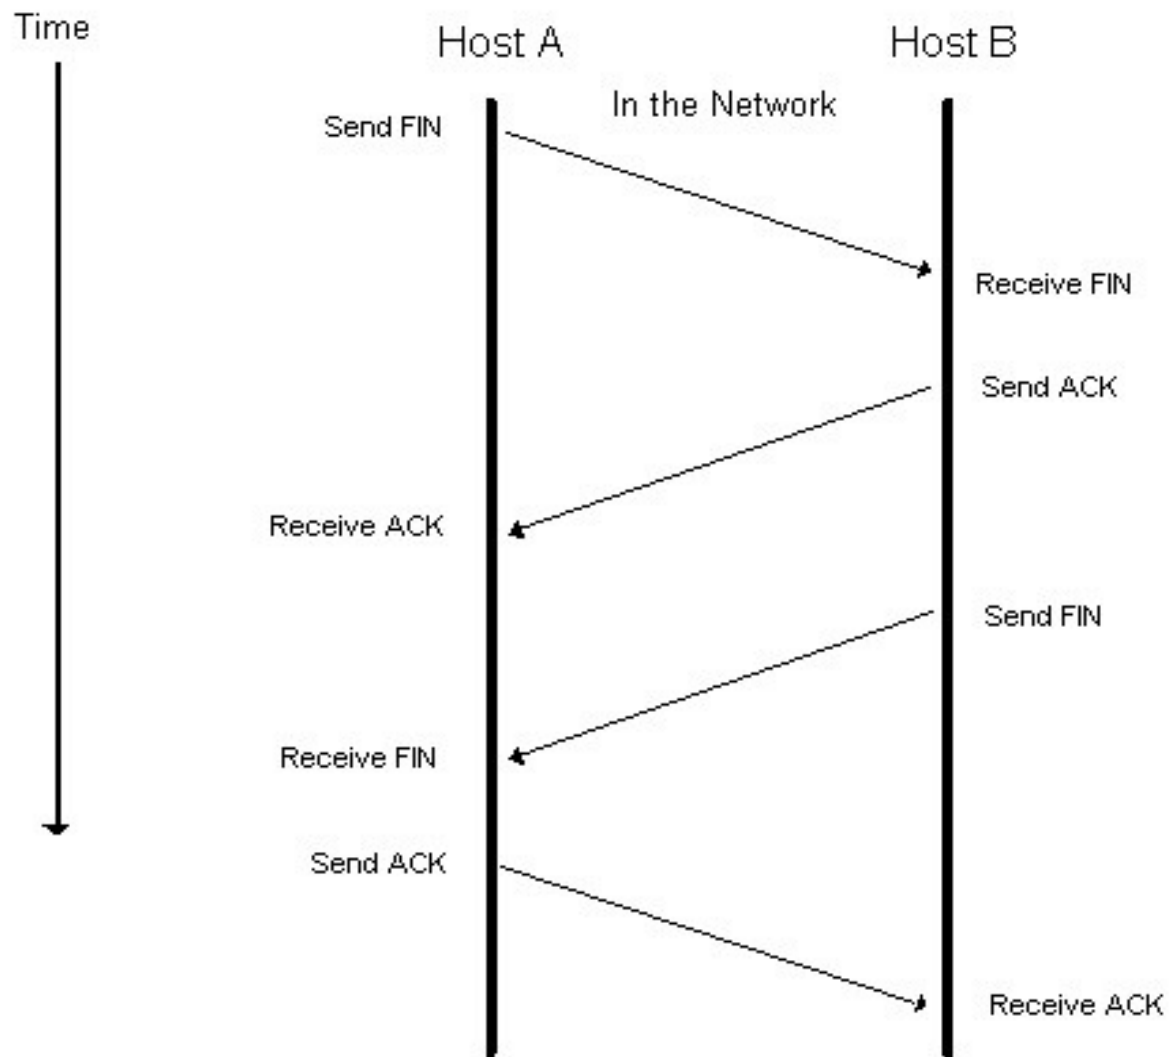 Time
Host A
Host B
In the Network
Send FIN
Receive FIN
Send ACK
Receive ACK
Send FIN
Receive FIN
Send ACK
Receive ACK